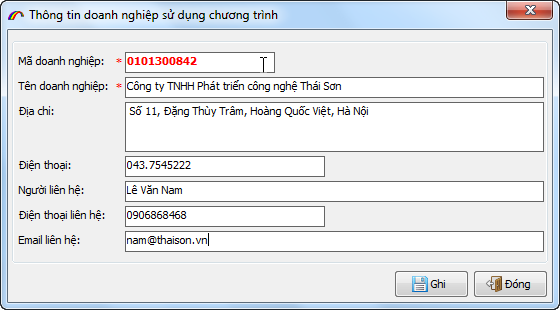 Thông tin doanh nghiệp sử dụng chương trình
Mã doanh nghiệp: * 0101300842
Tên doanh nghiệp: * Công ty TNHH Phát triển công nghệ Thái Sơn
Địa chỉ: Số 11, Đặng Thùy Trâm, Hoàng Quốc Việt, Hà Nội
Điện thoại: 043.7545222
Người liên hệ: Lê Văn Nam
Điện thoại liên hệ: 0906868468
Email liên hệ: nam@thaison.vn
Ghi Đóng